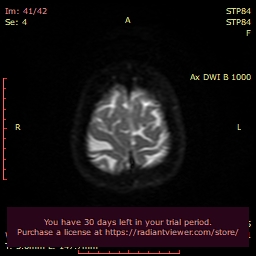 Im: 41/42
Se: 4
A
STP84
STP84
F
Ax DWI B 1000
R
L
You have 30 days left in your trial period.
Purchase a license at https://radiantviewer.com/store/